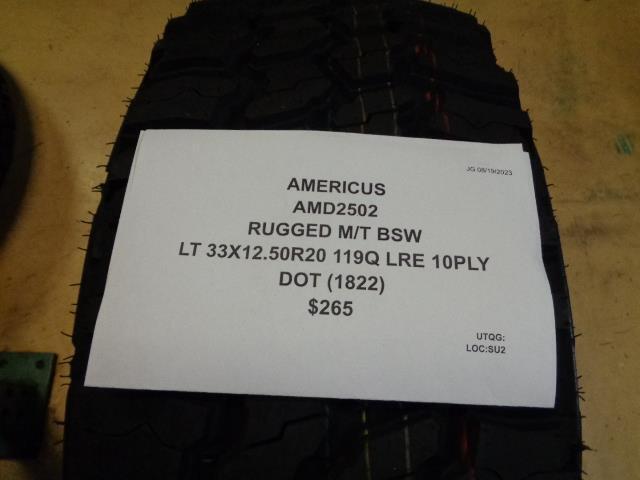 JG 08/19/2023
AMERICUS
AMD2502
RUGGED M/T BSW
LT 33X12.50R20 119Q LRE 10PLY
DOT (1822)
$265
UTQG:
LOC:SU2